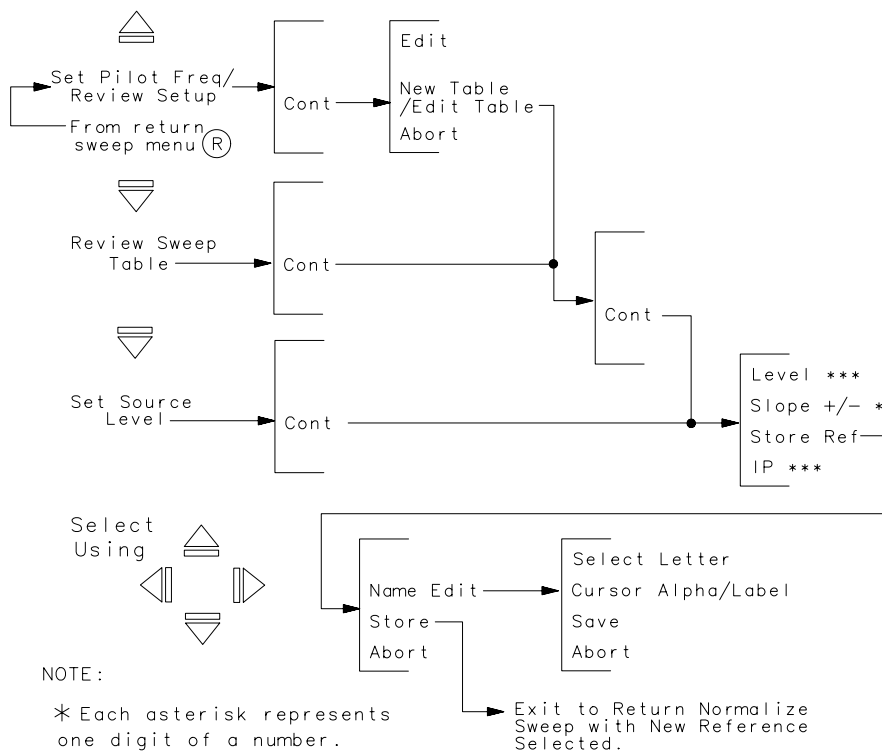 Set Pilot Freq/
Review Setup
From return
sweep menu R
Cont
Edit
New Table
/Edit Table
Abort
Review Sweep
Table
Cont
Cont
Set Source
Level
Cont
Level ***
Slope +/- *
Store Ref
IP ***
Select
Using
Name Edit
Store
Abort
Select Letter
Cursor Alpha/Label
Save
Abort
NOTE:
* Each asterisk represents
one digit of a number.
Exit to Return Normalize
Sweep with New Reference
Selected.